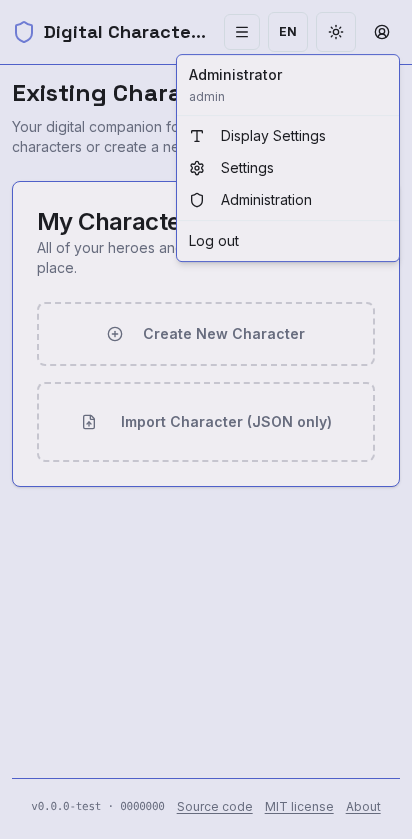 Digital Characte...
EN
Administrator
admin
Display Settings
Settings
Administration
Log out
Existing Chara
Your digital companion fo
characters or create a ne
My Characte
All of your heroes an
place.
Create New Character
Import Character (JSON only)
v0.0.0-test · 0000000 Source code MIT license About